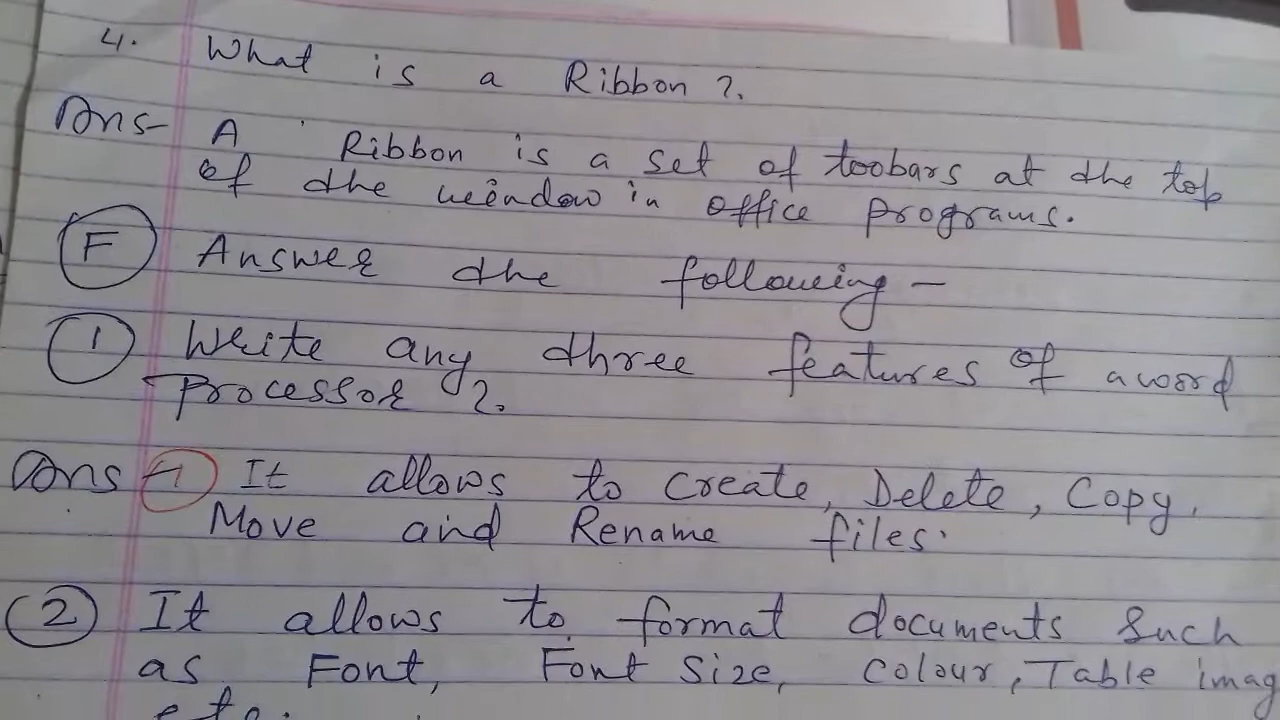 4. What is a Ribbon ?.
Ans- A Ribbon is a set of toobars at the top
of the window in office programs.
F Answer the following -
1 Write any three features of a word
Processor ?.
Ans - 1 It allows to Create, Delete, Copy,
Move and Rename files.
2 It allows to format documents such
as Font, Font Size, Colour, Table imag
etc.